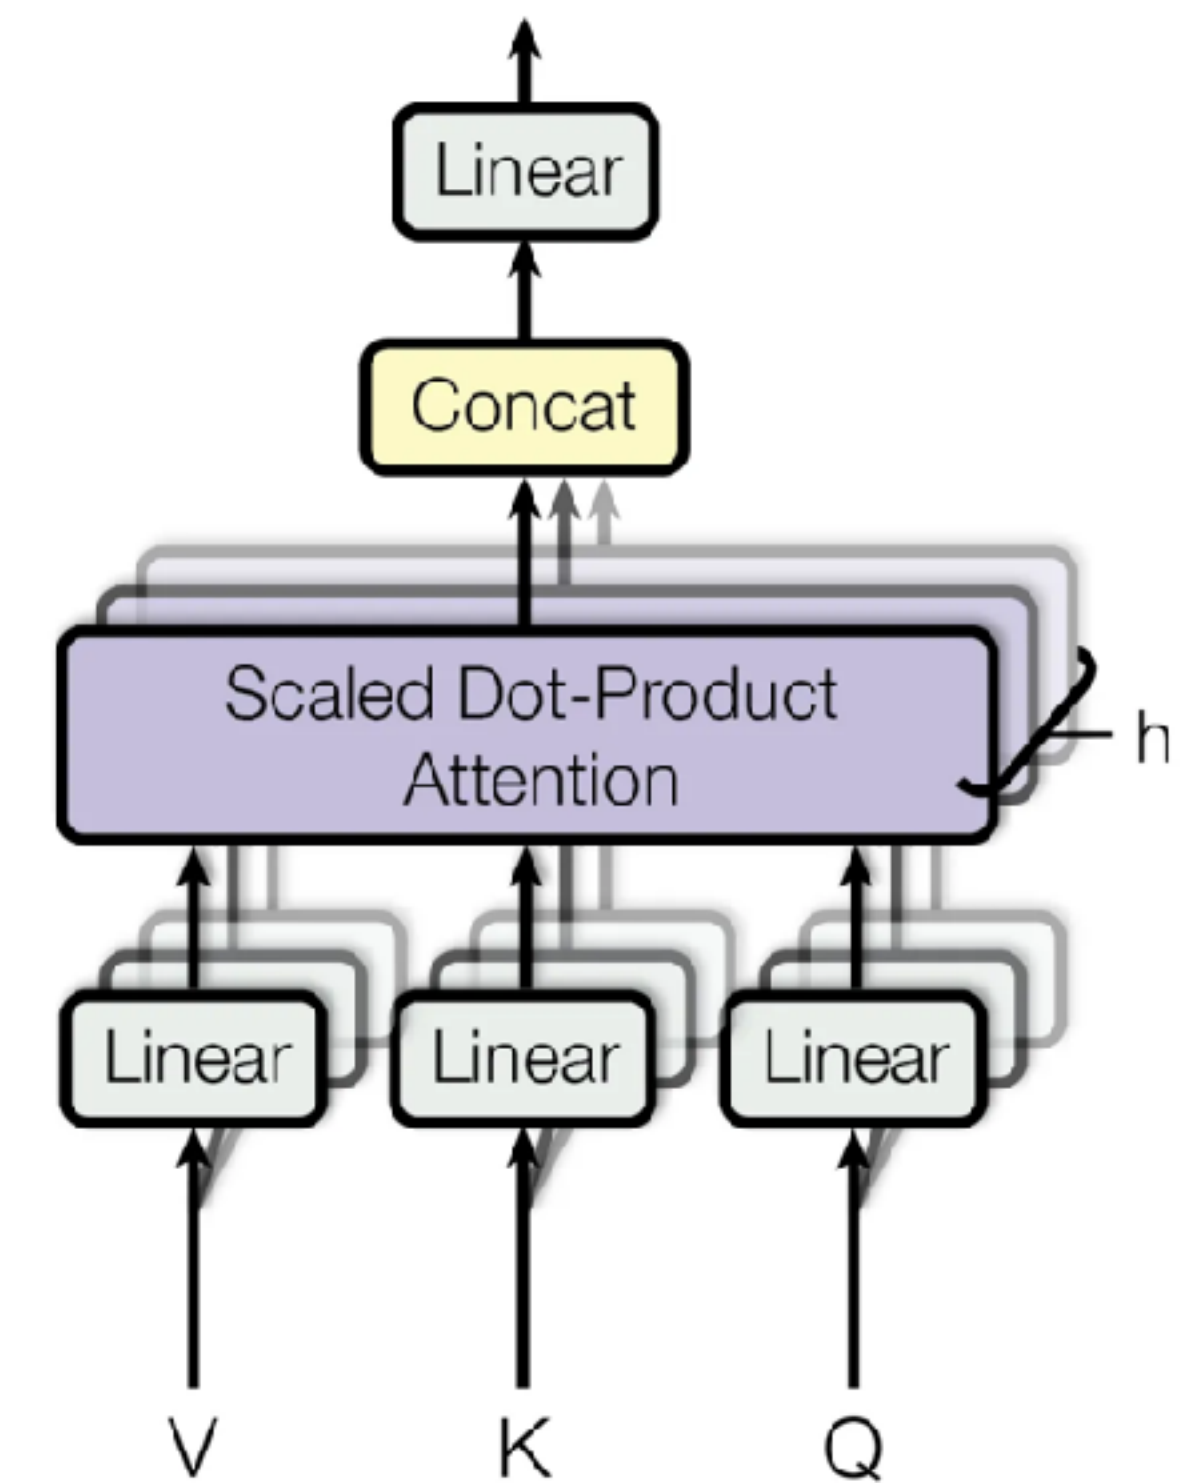 Linear
Concat
Scaled Dot-Product
Attention
h
Linear
Linear
Linear
V
K
Q